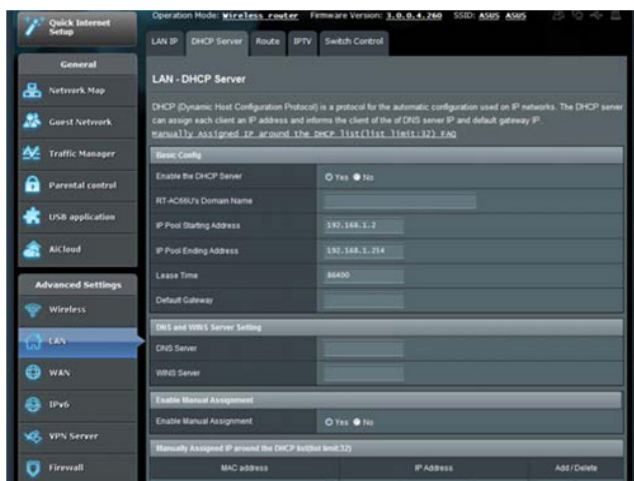 Quick Internet Setup
Operation Mode: Wireless router Firmware Version: 3.0.0.4.260 SSID: ASUS ASUS
LAN IP DHCP Server Route IPTV Switch Control
General
Network Map
Guest Network
Traffic Manager
Parental control
USB application
AiCloud
Advanced Settings
Wireless
LAN
WAN
IPv6
VPN Server
Firewall
LAN - DHCP Server
DHCP (Dynamic Host Configuration Protocol) is a protocol for the automatic configuration used on IP networks. The DHCP server
can assign each client an IP address and informs the client of the of DNS server IP and default gateway IP.
Manually Assigned IP around the DHCP list(list limit:32) FAQ
Basic Config
Enable the DHCP Server Yes No
RT-AC66U's Domain Name
IP Pool Starting Address 192.168.1.2
IP Pool Ending Address 192.168.1.254
Lease Time 86400
Default Gateway
DNS and WINS Server Setting
DNS Server
WINS Server
Enable Manual Assignment
Enable Manual Assignment Yes No
Manually Assigned IP around the DHCP list(list limit:32)
MAC address IP Address Add / Delete